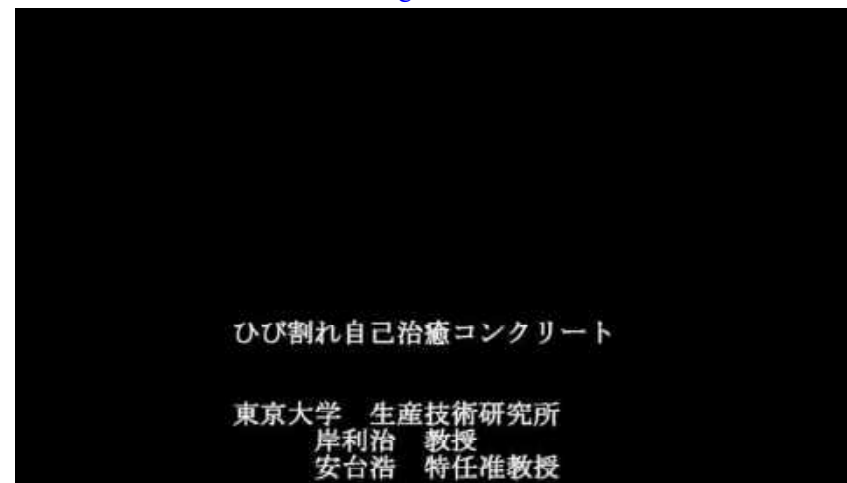 ひび割れ自己治癒コンクリート
東京大学　生産技術研究所
岸利治　教授
安台浩　特任准教授